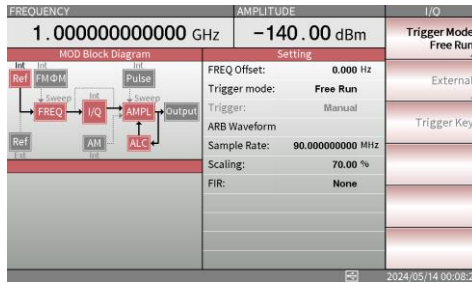 FREQUENCY AMPLITUDE I/Q
1.000000000000 GHz −140.00 dBm
MOD Block Diagram Setting
Int Int Int
Ref FMΦM Pulse
Sweep Int Sweep
FREQ I/Q AMPL Output
Ref AM ALC
Ext Int
FREQ Offset: 0.000 Hz
Trigger mode: Free Run
Trigger: Manual
ARB Waveform
Sample Rate: 90.000000000 MHz
Scaling: 70.00 %
FIR: None
Trigger Mode
Free Run
External
Trigger Key
2024/05/14 00:08:2